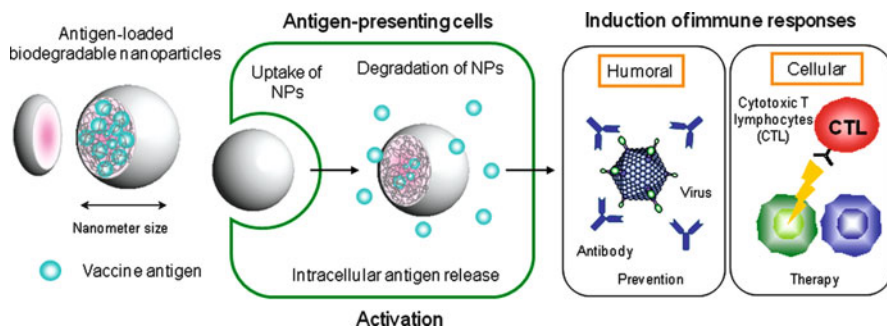 Antigen-loaded
biodegradable nanoparticles
Nanometer size
Vaccine antigen
Antigen-presenting cells
Uptake of
NPs
Degradation of NPs
Intracellular antigen release
Activation
Induction of immune responses
Humoral
Virus
Antibody
Prevention
Cellular
Cytotoxic T
lymphocytes
(CTL)
CTL
Therapy